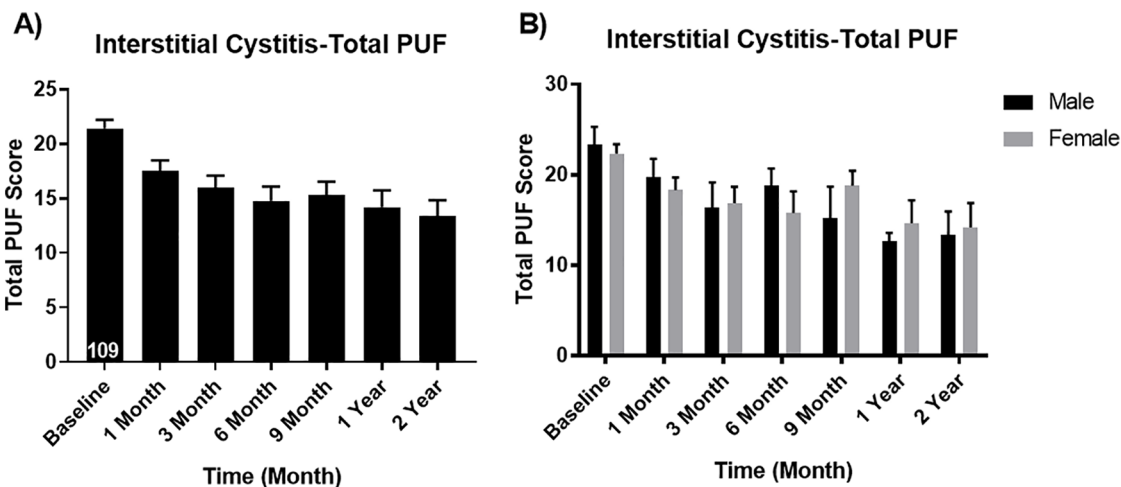 A)
Interstitial Cystitis-Total PUF
Total PUF Score
25
20
15
10
5
0
109
Baseline
1 Month
3 Month
6 Month
9 Month
1 Year
2 Year
Time (Month)
B)
Interstitial Cystitis-Total PUF
Total PUF Score
30
20
10
0
Baseline
1 Month
3 Month
6 Month
9 Month
1 Year
2 Year
Time (Month)
Male
Female